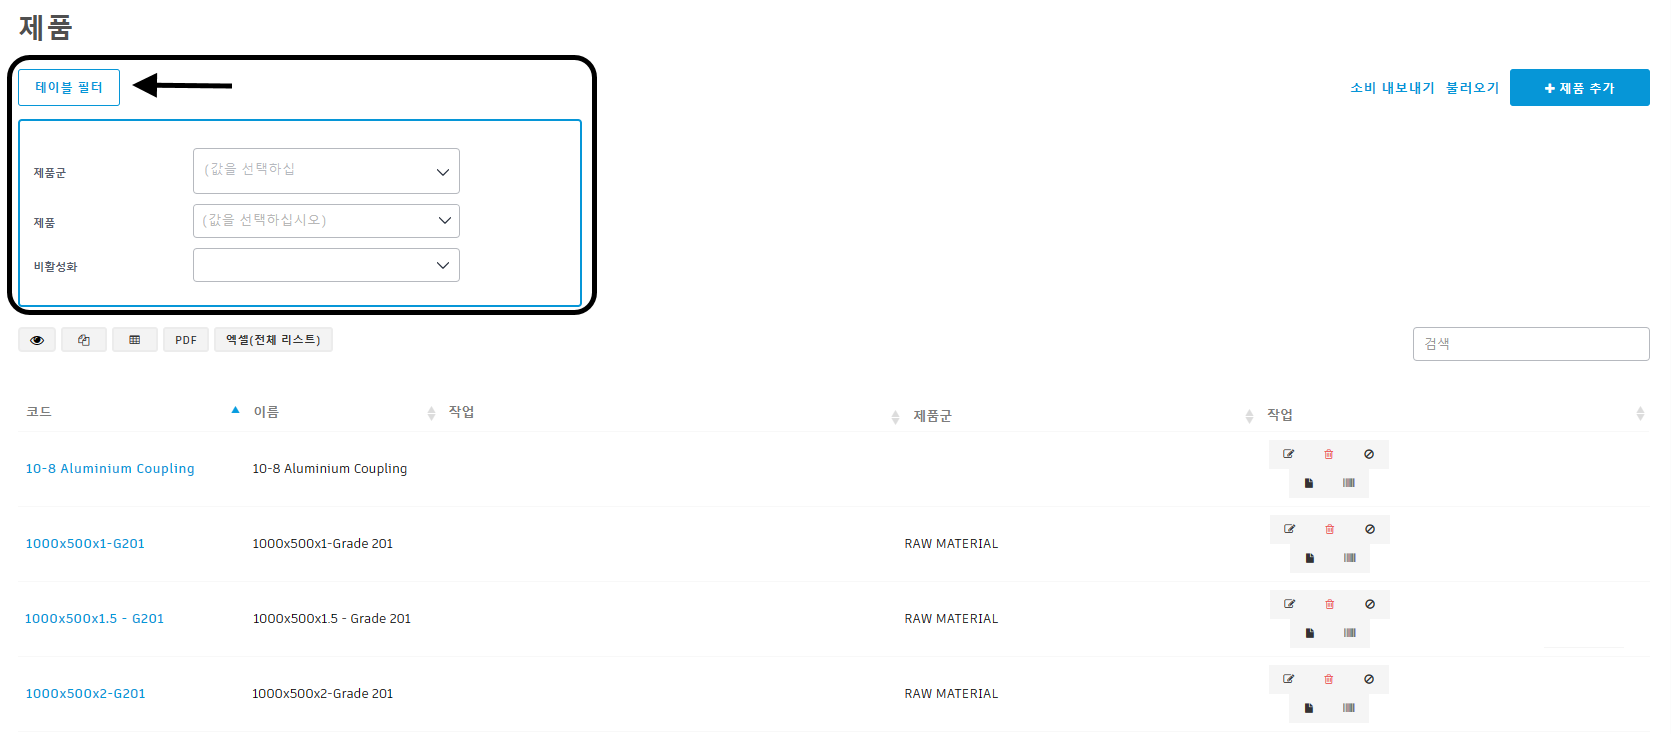 제품
테이블 필터
소비 내보내기 불러오기 제품 추가
제품군 (값을 선택하십
제품 (값을 선택하십시오)
비활성화
PDF 엑셀(전체 리스트) 검색
코드 이름 작업 제품군 작업
10-8 Aluminium Coupling 10-8 Aluminium Coupling
1000x500x1-G201 1000x500x1-Grade 201 RAW MATERIAL
1000x500x1.5 - G201 1000x500x1.5 - Grade 201 RAW MATERIAL
1000x500x2-G201 1000x500x2-Grade 201 RAW MATERIAL